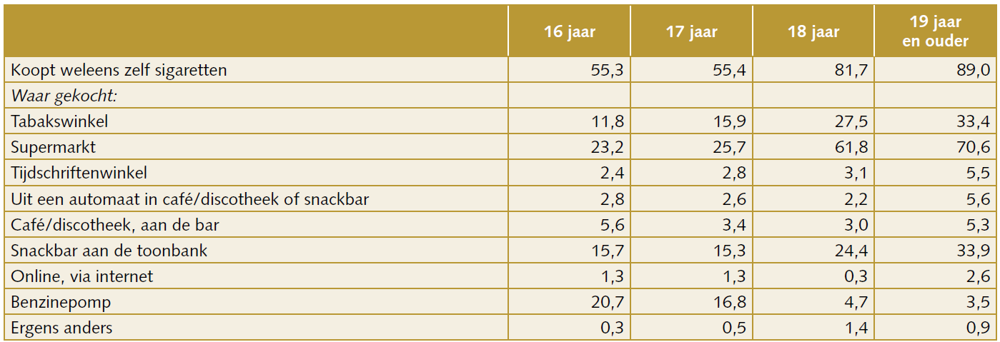 16 jaar 17 jaar 18 jaar 19 jaar en ouder
Koopt weleens zelf sigaretten 55,3 55,4 81,7 89,0
Waar gekocht:
Tabakswinkel 11,8 15,9 27,5 33,4
Supermarkt 23,2 25,7 61,8 70,6
Tijdschriftenwinkel 2,4 2,8 3,1 5,5
Uit een automaat in café/discotheek of snackbar 2,8 2,6 2,2 5,6
Café/discotheek, aan de bar 5,6 3,4 3,0 5,3
Snackbar aan de toonbank 15,7 15,3 24,4 33,9
Online, via internet 1,3 1,3 0,3 2,6
Benzinepomp 20,7 16,8 4,7 3,5
Ergens anders 0,3 0,5 1,4 0,9